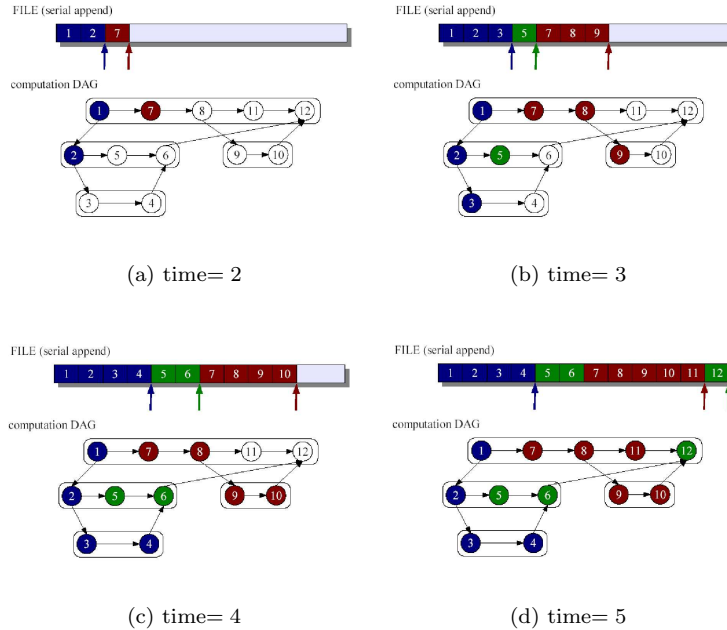 FILE (serial append)
1 2 7
computation DAG
1 7 8 11 12
2 5 6 9 10
3 4
(a) time= 2
FILE (serial append)
1 2 3 5 7 8 9
computation DAG
1 7 8 11 12
2 5 6 9 10
3 4
(b) time= 3
FILE (serial append)
1 2 3 4 5 6 7 8 9 10
computation DAG
1 7 8 11 12
2 5 6 9 10
3 4
(c) time= 4
FILE (serial append)
1 2 3 4 5 6 7 8 9 10 11 12
computation DAG
1 7 8 11 12
2 5 6 9 10
3 4
(d) time= 5